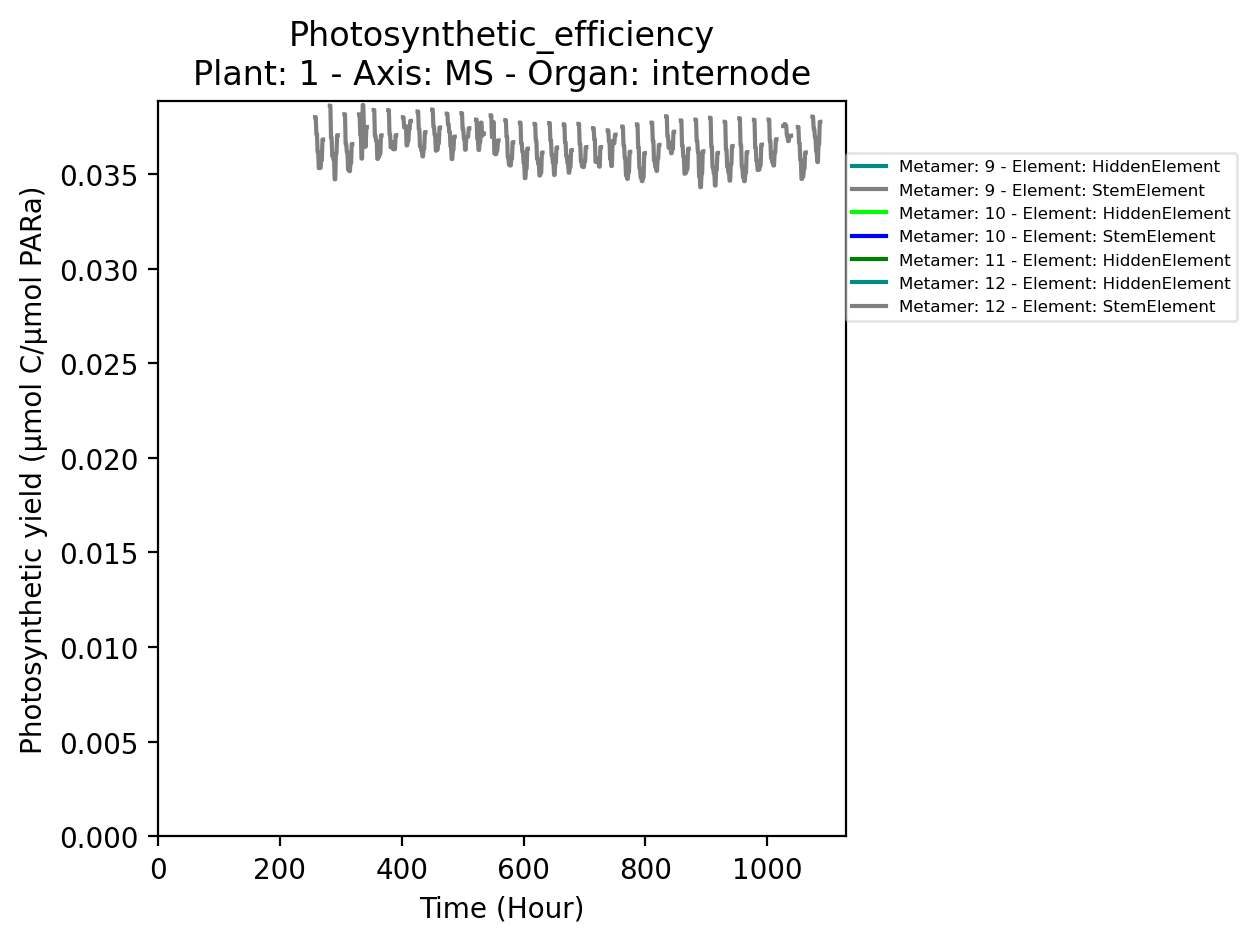 Photosynthetic_efficiency
Plant: 1 - Axis: MS - Organ: internode
Photosynthetic yield (µmol C/µmol PARa)
0.035
0.030
0.025
0.020
0.015
0.010
0.005
0.000
0 200 400 600 800 1000
Time (Hour)
Metamer: 9 - Element: HiddenElement
Metamer: 9 - Element: StemElement
Metamer: 10 - Element: HiddenElement
Metamer: 10 - Element: StemElement
Metamer: 11 - Element: HiddenElement
Metamer: 12 - Element: HiddenElement
Metamer: 12 - Element: StemElement